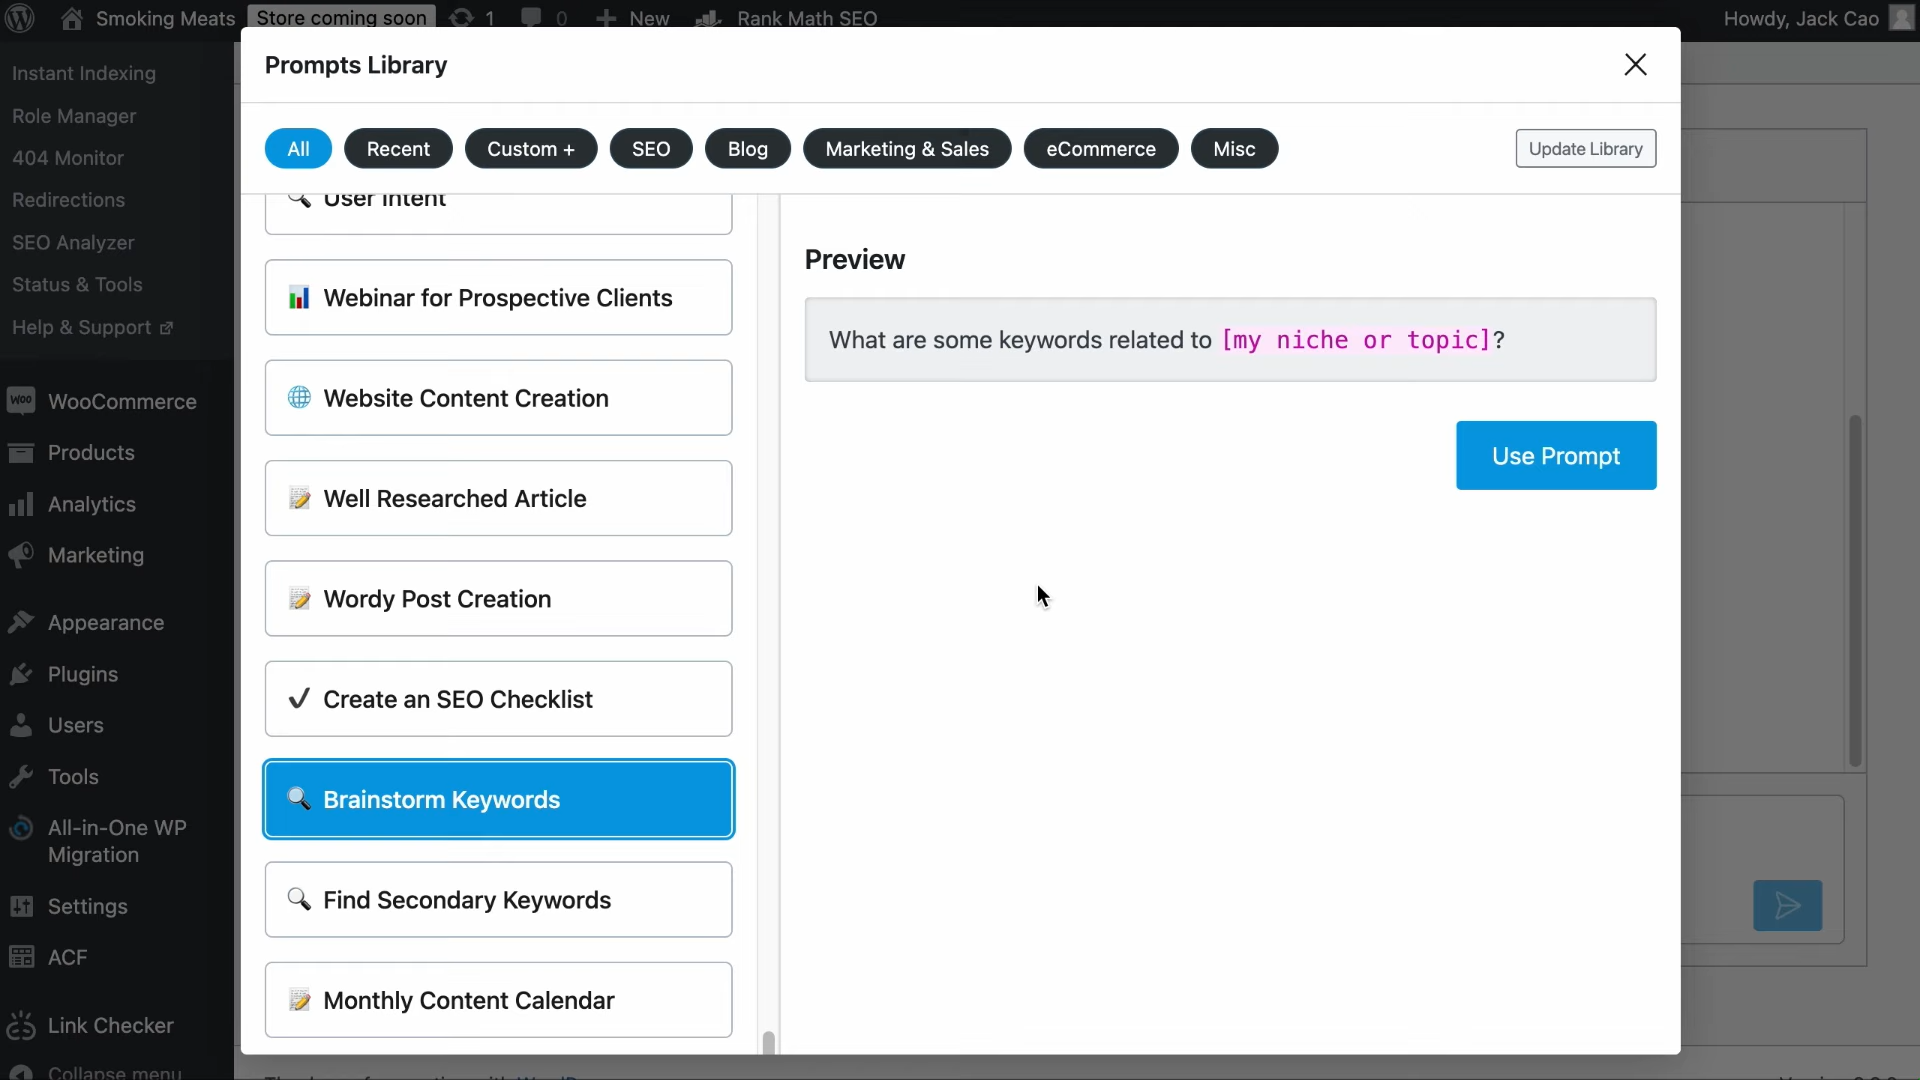 Smoking Meats
Store coming soon
1
0
New
Rank Math SEO
Howdy, Jack Cao
Instant Indexing
Role Manager
404 Monitor
Redirections
SEO Analyzer
Status & Tools
Help & Support
WooCommerce
Products
Analytics
Marketing
Appearance
Plugins
Users
Tools
All-in-One WP
Migration
Settings
ACF
Link Checker
Collapse menu
Prompts Library
All
Recent
Custom +
SEO
Blog
Marketing & Sales
eCommerce
Misc
Update Library
User Intent
Webinar for Prospective Clients
Website Content Creation
Well Researched Article
Wordy Post Creation
Create an SEO Checklist
Brainstorm Keywords
Find Secondary Keywords
Monthly Content Calendar
Preview
What are some keywords related to [my niche or topic]?
Use Prompt